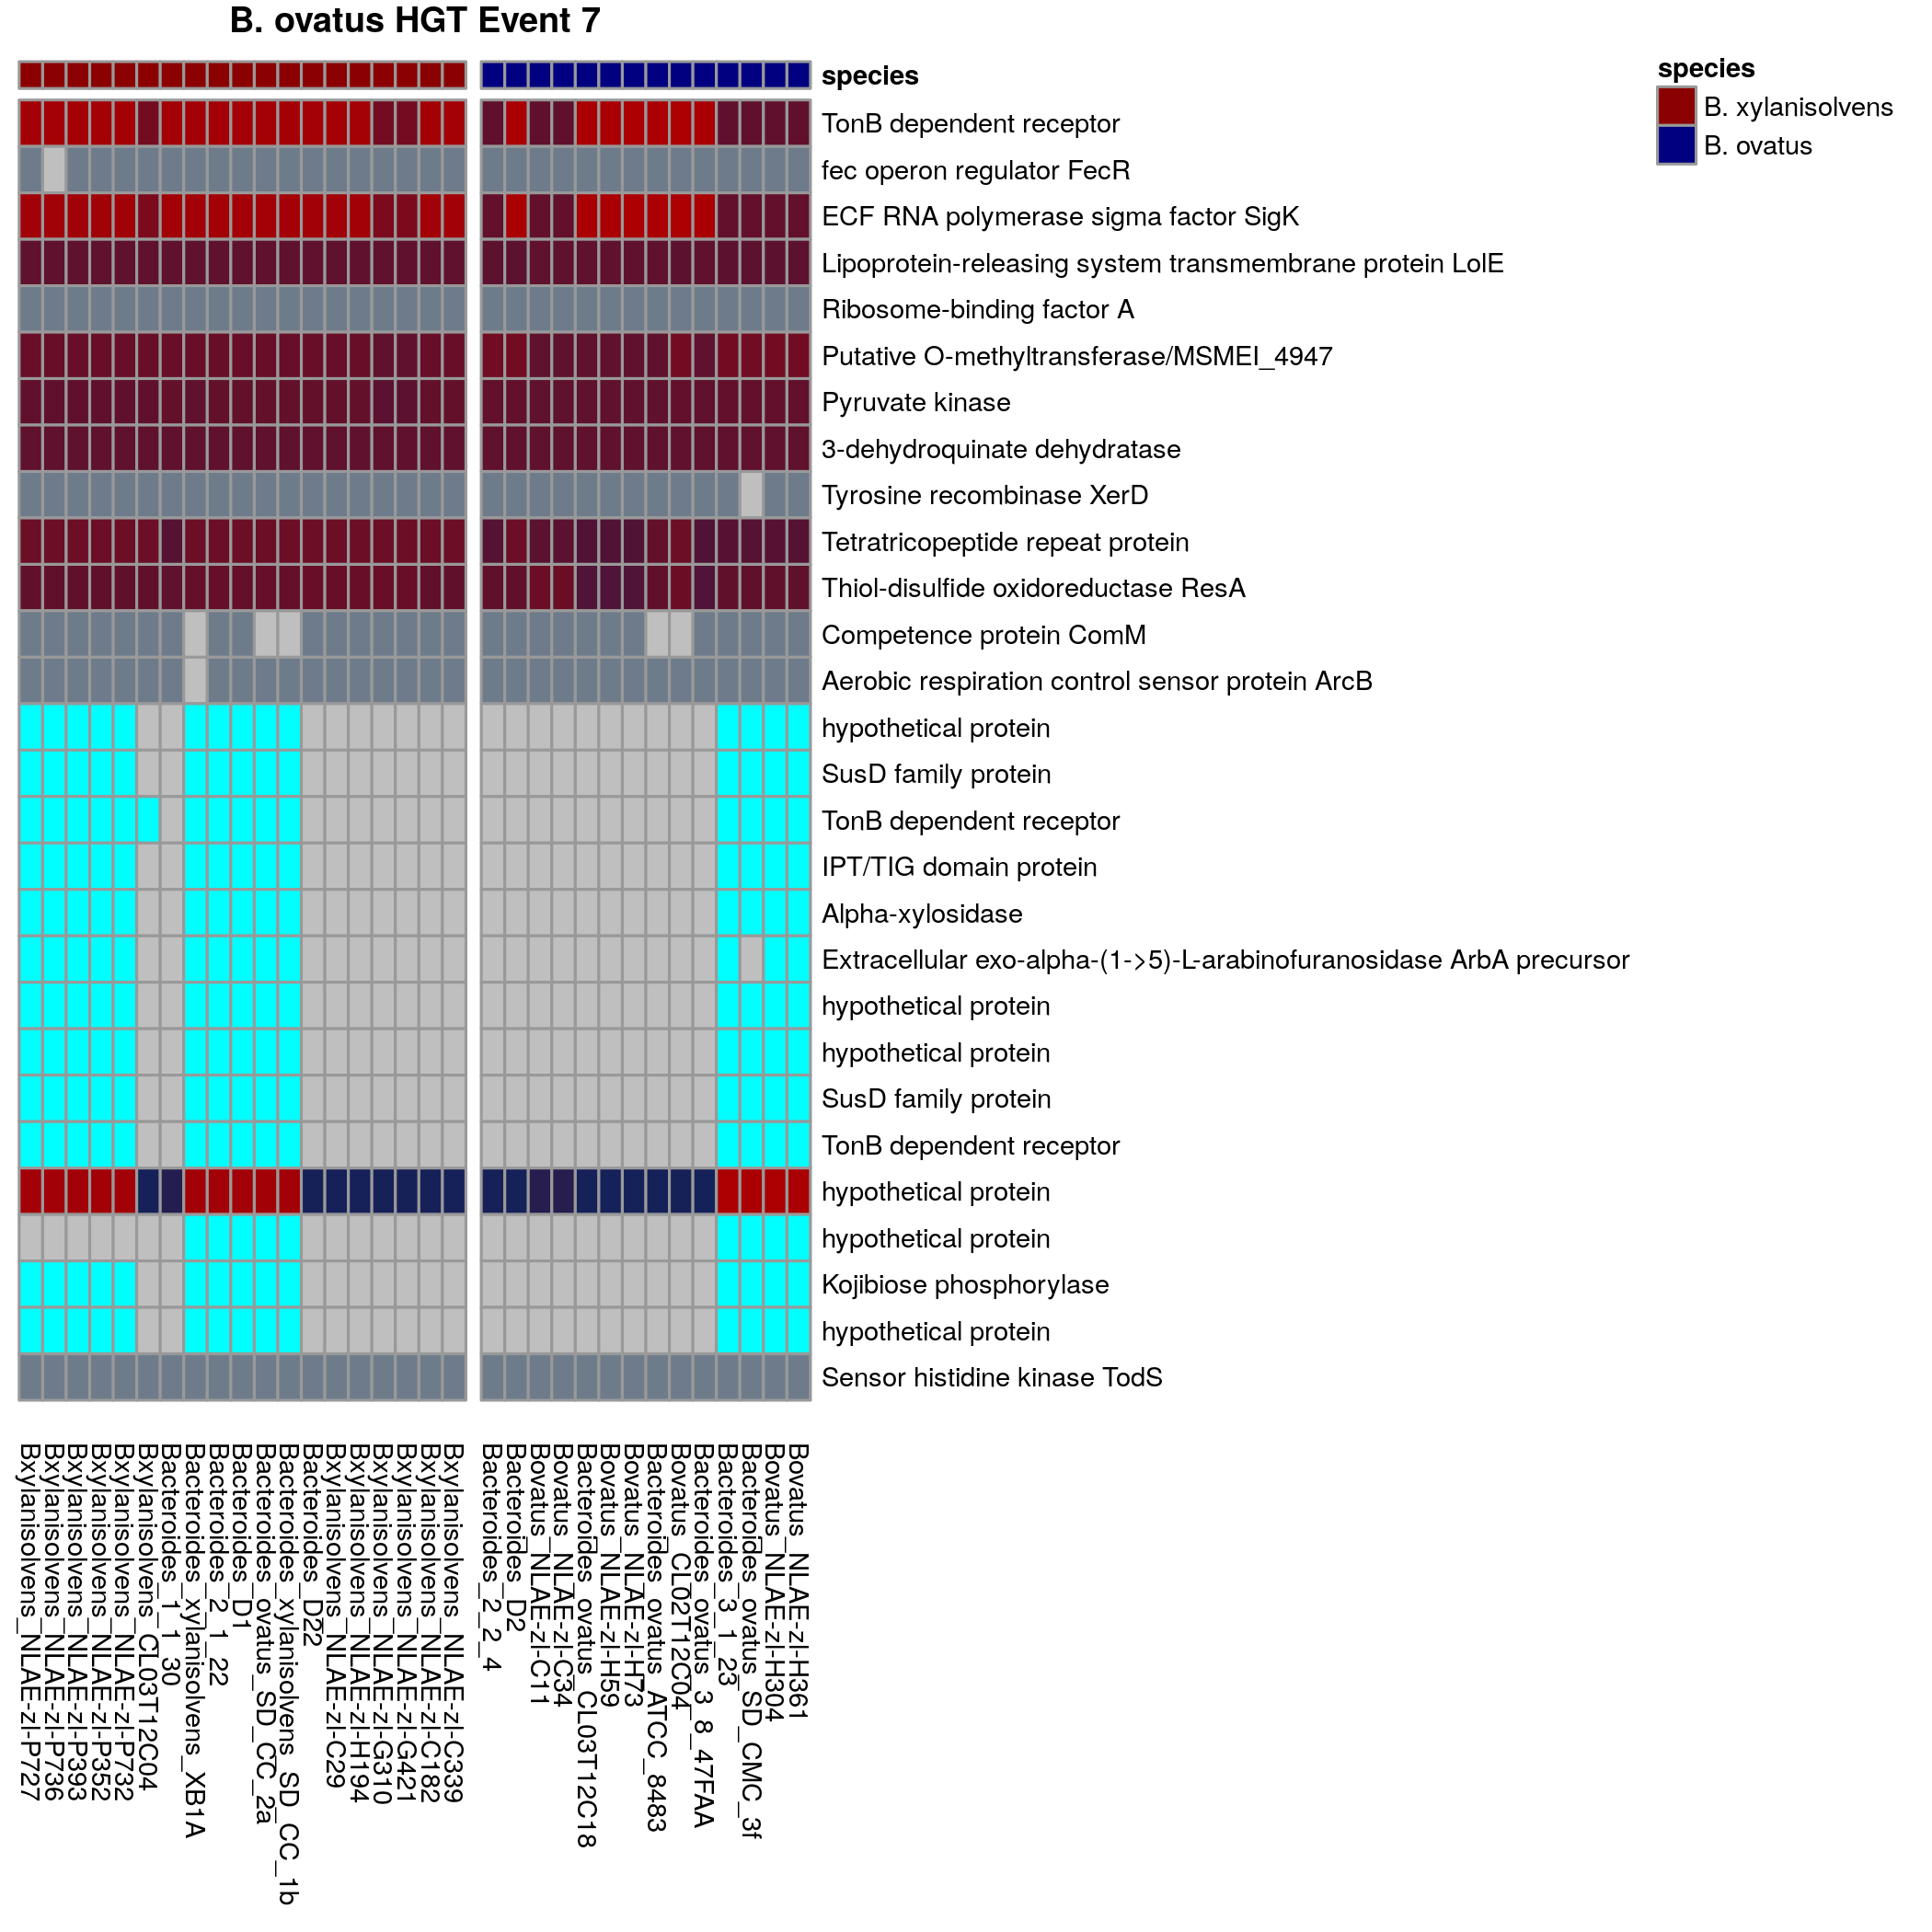 B. ovatus HGT Event 7
species
TonB dependent receptor
fec operon regulator FecR
ECF RNA polymerase sigma factor SigK
Lipoprotein-releasing system transmembrane protein LolE
Ribosome-binding factor A
Putative O-methyltransferase/MSMEI_4947
Pyruvate kinase
3-dehydroquinate dehydratase
Tyrosine recombinase XerD
Tetratricopeptide repeat protein
Thiol-disulfide oxidoreductase ResA
Competence protein ComM
Aerobic respiration control sensor protein ArcB
hypothetical protein
SusD family protein
TonB dependent receptor
IPT/TIG domain protein
Alpha-xylosidase
Extracellular exo-alpha-(1->5)-L-arabinofuranosidase ArbA precursor
hypothetical protein
hypothetical protein
SusD family protein
TonB dependent receptor
hypothetical protein
hypothetical protein
Kojibiose phosphorylase
hypothetical protein
Sensor histidine kinase TodS
species
B. xylanisolvens
B. ovatus
Bxylanisolvens_NLAE-zl-P727
Bxylanisolvens_NLAE-zl-P736
Bxylanisolvens_NLAE-zl-P393
Bxylanisolvens_NLAE-zl-P352
Bxylanisolvens_NLAE-zl-P732
Bxylanisolvens_CL03T12C04
Bacteroides_1_1_30
Bacteroides_xylanisolvens_XB1A
Bacteroides_2_1_22
Bacteroides_D1
Bacteroides_ovatus_SD_CC_2a
Bacteroides_xylanisolvens_SD_CC_1b
Bacteroides_D22
Bxylanisolvens_NLAE-zl-C29
Bxylanisolvens_NLAE-zl-H194
Bxylanisolvens_NLAE-zl-G310
Bxylanisolvens_NLAE-zl-G421
Bxylanisolvens_NLAE-zl-C182
Bxylanisolvens_NLAE-zl-C339
Bacteroides_2_2_4
Bacteroides_D2
Bovatus_NLAE-zl-C11
Bovatus_NLAE-zl-C34
Bacteroides_ovatus_CL03T12C18
Bovatus_NLAE-zl-H59
Bovatus_NLAE-zl-H73
Bacteroides_ovatus_ATCC_8483
Bovatus_CL02T12C04
Bacteroides_ovatus_3_8_47FAA
Bacteroides_3_1_23
Bacteroides_ovatus_SD_CMC_3f
Bovatus_NLAE-zl-H304
Bovatus_NLAE-zl-H361